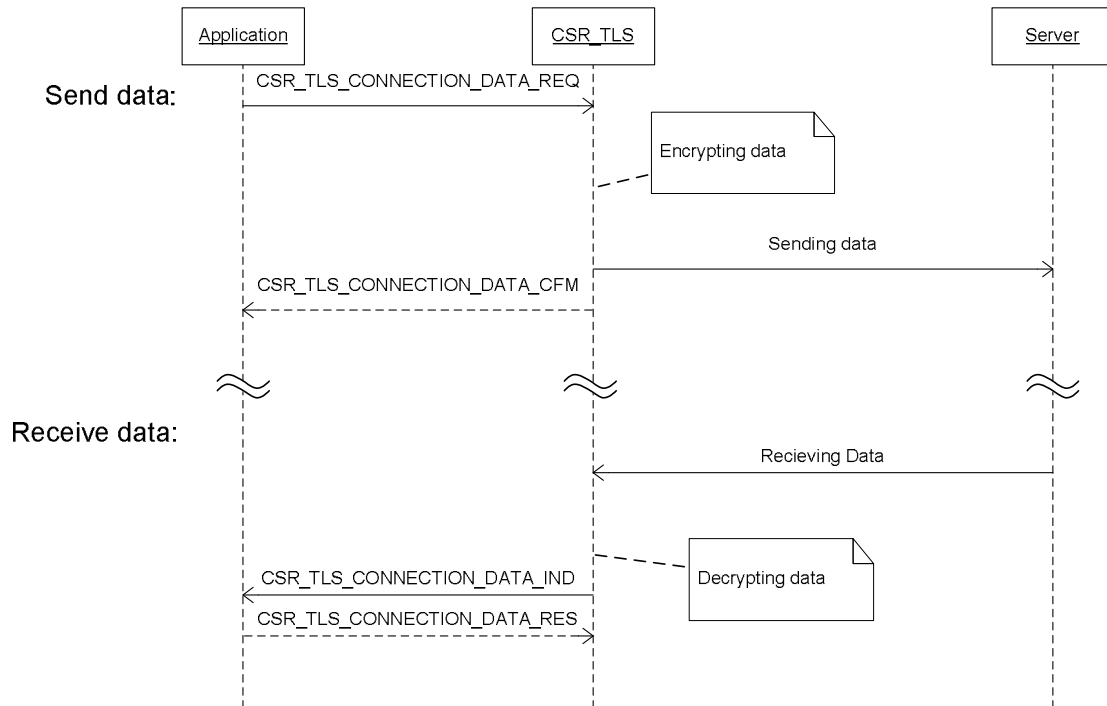 Application
CSR_TLS
Server
Send data:
CSR_TLS_CONNECTION_DATA_REQ
Encrypting data
Sending data
CSR_TLS_CONNECTION_DATA_CFM
Receive data:
Recieving Data
Decrypting data
CSR_TLS_CONNECTION_DATA_IND
CSR_TLS_CONNECTION_DATA_RES